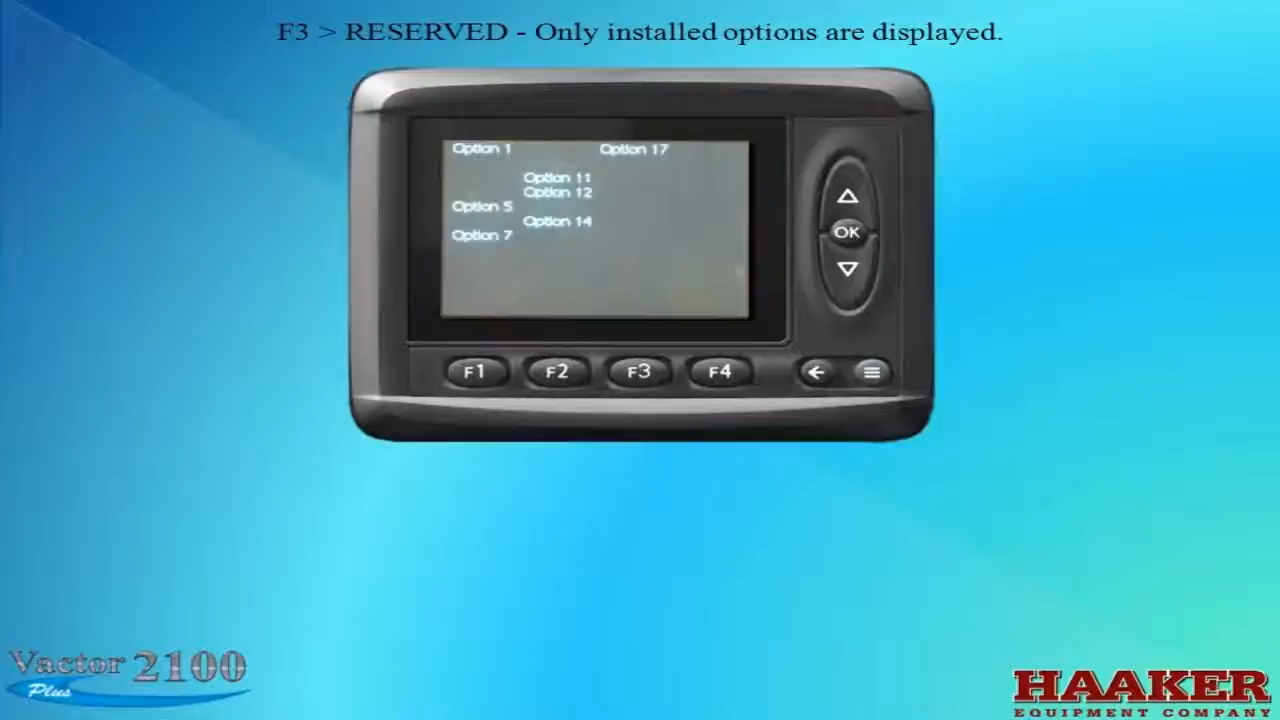 F3 > RESERVED - Only installed options are displayed.
Option 1 Option 17
Option 11
Option 12
Option 5
Option 14
Option 7
OK
F1 F2 F3 F4
Vactor 2100
Plus
HAAKER
EQUIPMENT COMPANY